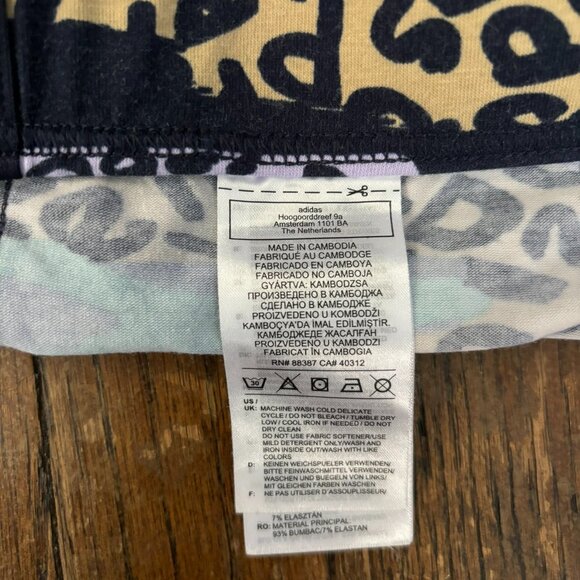 adidas
Hoogoorddreef 9a
Amsterdam 1101 BA
The Netherlands
MADE IN CAMBODIA
FABRIQUÉ AU CAMBODGE
FABRICADO EN CAMBOYA
FABRICADO NO CAMBOJA
GYÁRTVA: KAMBODZSA
ПРОИЗВЕДЕНО В КАМБОДЖА
СДЕЛАНО В КАМБОДЖЕ
PROIZVEDENO U KOMBODŽI
KAMBOÇYA'DA İMAL EDİLMİŞTİR.
КАМБОДЖЕДЕ ЖАСАЛҒАН
PROIZVEDENO U KAMBODZI
FABRICAT ÎN CAMBOGIA
RN# 88387 CA# 40312
30
US /
UK: MACHINE WASH COLD DELICATE
CYCLE / DO NOT BLEACH / TUMBLE DRY
LOW / COOL IRON IF NEEDED / DO NOT
DRY CLEAN
DO NOT USE FABRIC SOFTENER/USE
MILD DETERGENT ONLY/WASH AND
IRON INSIDE OUT/WASH WITH LIKE
COLORS
D: KEINEN WEICHSPUELER VERWENDEN/
BITTE FEINWASCHMITTEL VERWENDEN/
WASCHEN UND BUEGELN VON LINKS/
MIT GLEICHEN FARBEN WASCHEN
F: NE PAS UTILISER D'ASSOUPLISSEUR/
7% ELASZTÁN
RO: MATERIAL PRINCIPAL
93% BUMBAC/7% ELASTAN